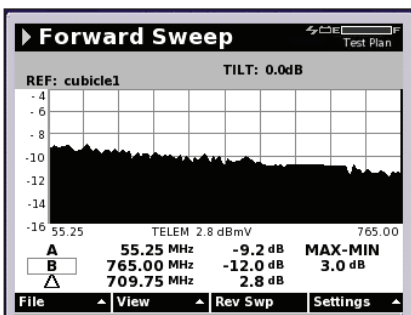 Forward Sweep
E F
Test Plan
TILT: 0.0dB
REF: cubicle1
- 4
- 6
- 8
-10
-12
-14
-16
55.25 TELEM 2.8 dBmV 765.00
A 55.25 MHz -9.2 dB MAX-MIN
B 765.00 MHz -12.0 dB 3.0 dB
△ 709.75 MHz 2.8 dB
File View Rev Swp Settings